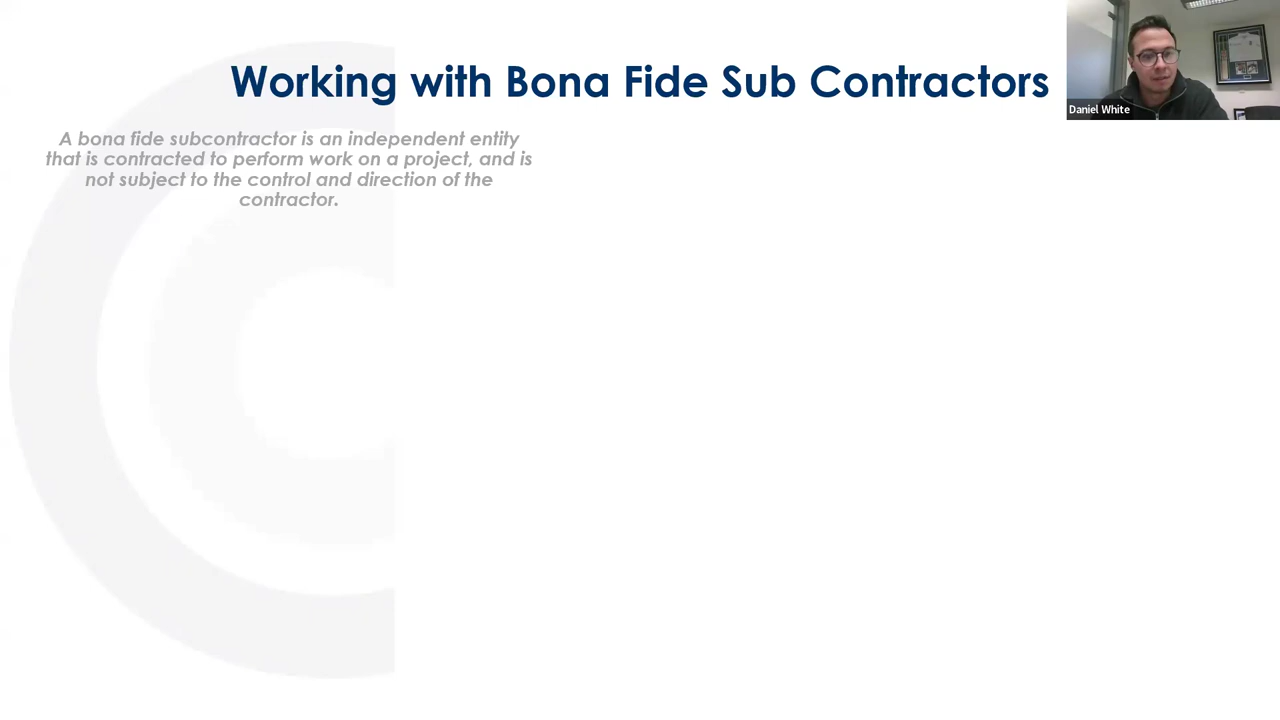 Working with Bona Fide Sub Contractors
A bona fide subcontractor is an independent entity
that is contracted to perform work on a project, and is
not subject to the control and direction of the
contractor.
Daniel White